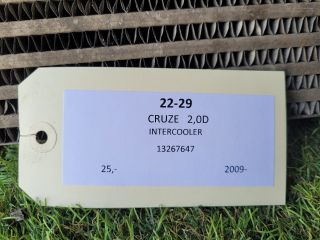 22-29
CRUZE 2,0D
INTERCOOLER
13267647
25,- 2009-